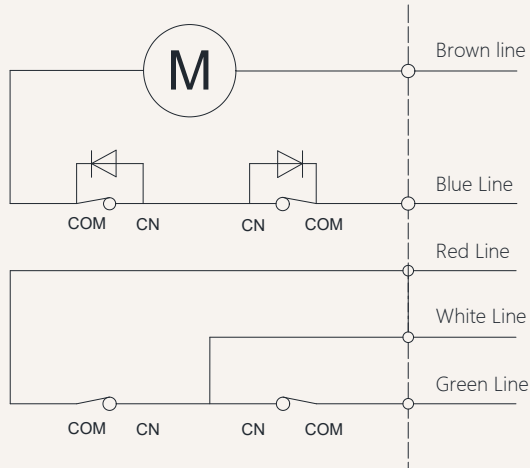 Brown line
M
Blue Line
COM CN CN COM
Red Line
White Line
Green Line
COM CN CN COM